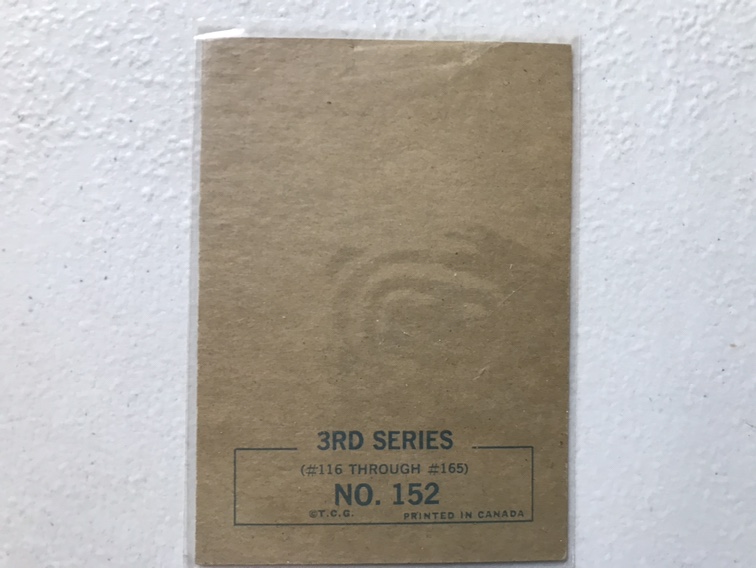 3RD SERIES
(#116 THROUGH #165)
NO. 152
©T.C.G. PRINTED IN CANADA